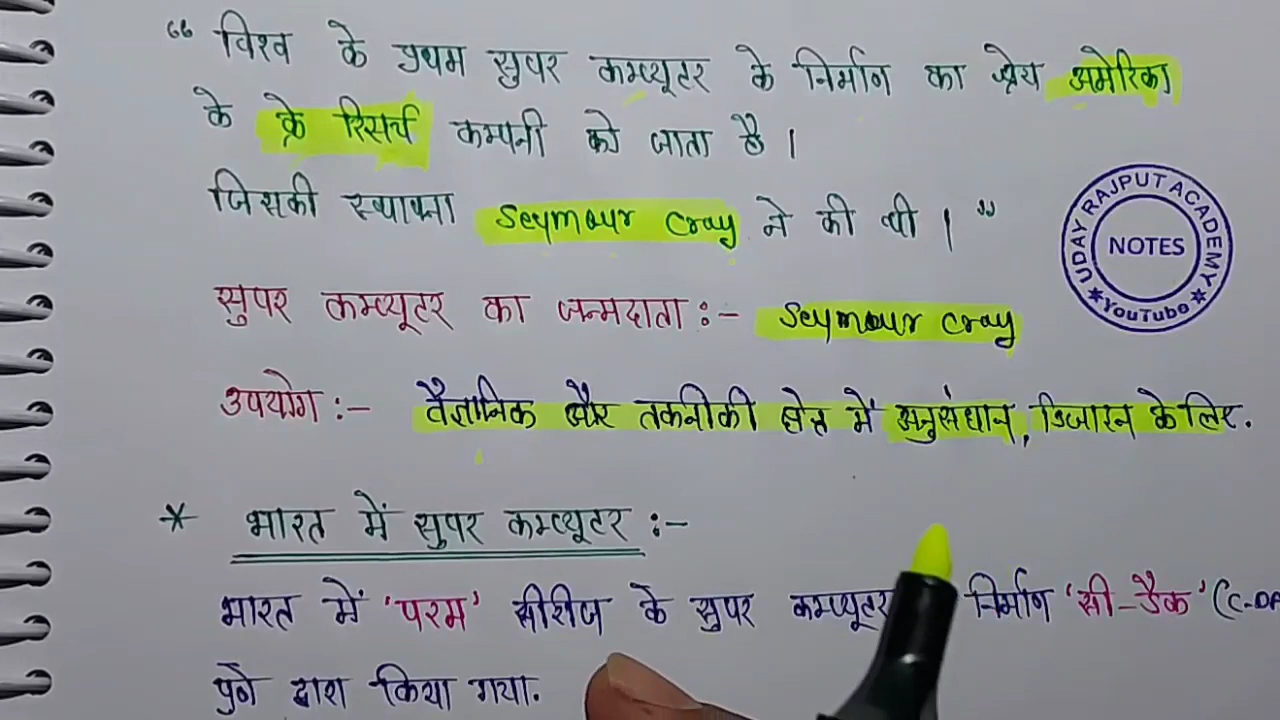 “ विश्व के प्रथम सुपर कम्प्यूटर के निर्माण का श्रेय अमेरिका
के क्रे रिसर्च कम्पनी को जाता है।
जिसकी स्थापना Seymour Cray ने की थी। ”
सुपर कम्प्यूटर का जन्मदाता :- Seymour Cray
उपयोग :- वैज्ञानिक और तकनीकी क्षेत्र में अनुसंधान, डिजाइन के लिए.
* भारत में सुपर कम्प्यूटर :-
भारत में 'परम' सीरीज के सुपर कम्प्यूटर निर्माण 'सी-डैक' (C-DA
पुणे द्वारा किया गया.
UDAY RAJPUT ACADEMY
NOTES
*YouTube*